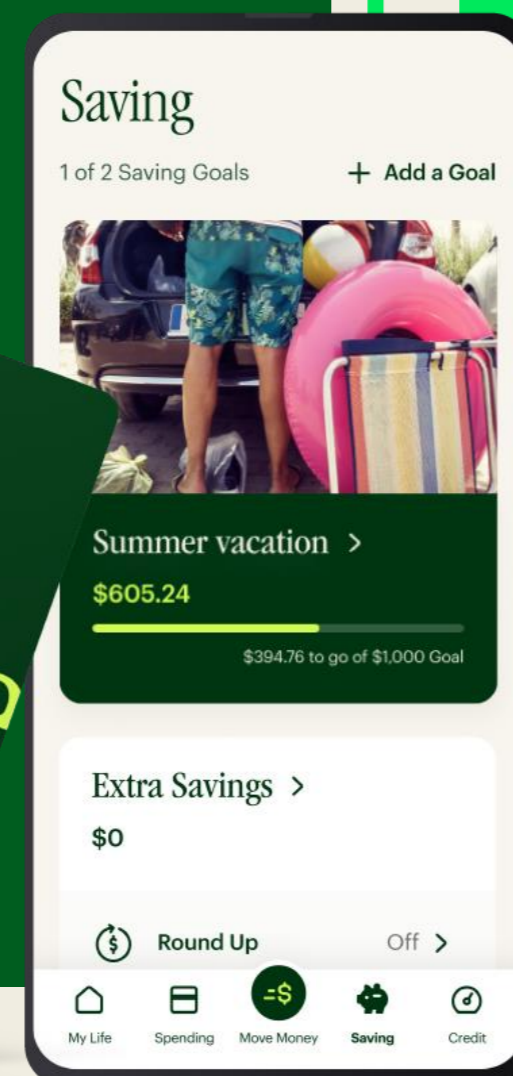 Saving
1 of 2 Saving Goals
+ Add a Goal
Summer vacation >
$605.24
$394.76 to go of $1,000 Goal
Extra Savings >
$0
Round Up
Off >
My Life
Spending
Move Money
Saving
Credit